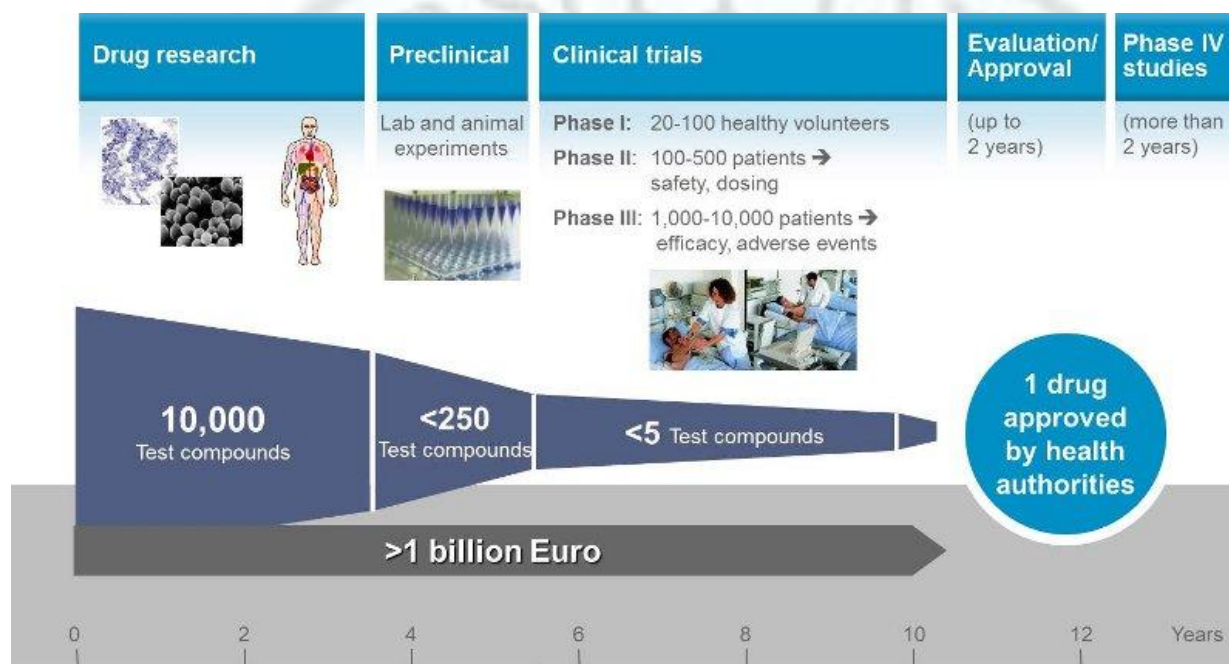 Drug research
Preclinical
Clinical trials
Evaluation/
Approval
Phase IV
studies
Lab and animal
experiments
Phase I: 20-100 healthy volunteers
Phase II: 100-500 patients ➔
safety, dosing
Phase III: 1,000-10,000 patients ➔
efficacy, adverse events
(up to
2 years)
(more than
2 years)
10,000
Test compounds
<250
Test compounds
<5 Test compounds
1 drug
approved
by health
authorities
>1 billion Euro
0 2 4 6 8 10 12 Years